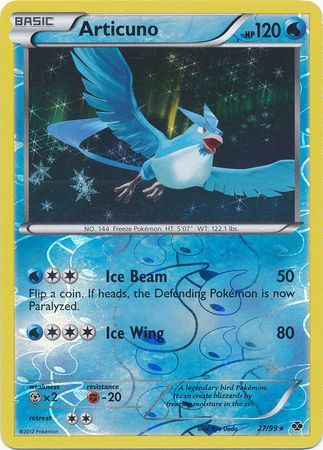 BASIC
Articuno HP120
NO. 144 Freeze Pokémon HT: 5'07" WT: 122.1 lbs.
Ice Beam 50
Flip a coin. If heads, the Defending Pokémon is now
Paralyzed.
Ice Wing 80
weakness resistance
×2 -20
retreat
A legendary bird Pokémon.
It can create blizzards by
freezing moisture in the air.
©2012 Pokémon 27/99★